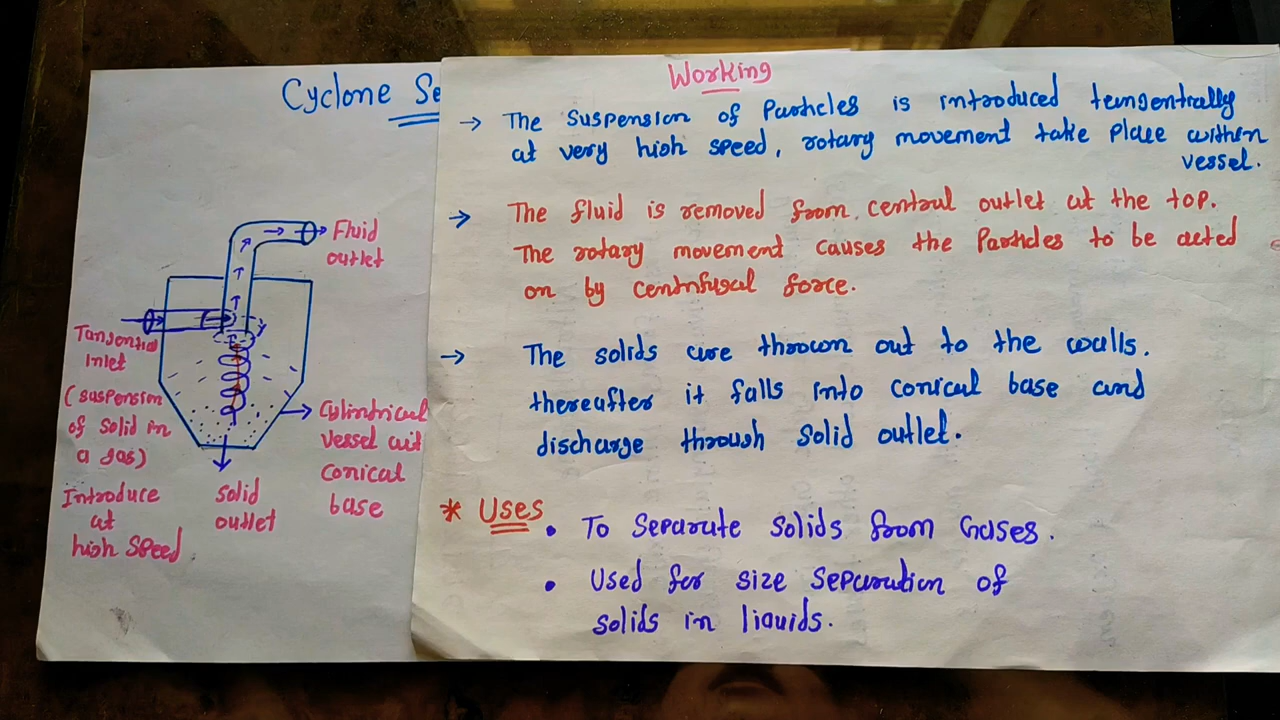 Cyclone Se
Fluid
outlet
Tangential
inlet
(suspension
of solid in
a gas)
Introduce
at
high speed
solid
outlet
Cylindrical
vessel wit
conical
base
Working
→ The suspension of Particles is introduced tengentrally
at very high speed, rotary movement take place within
vessel.
→ The fluid is removed from central outlet at the top.
The rotary movement causes the Particles to be acted
on by centrifugal force.
→ The solids are thrown out to the walls.
thereafter it falls into conical base and
discharge through solid outlet.
* Uses
• To Separate solids from Gases.
• Used for size separation of
solids in liquids.